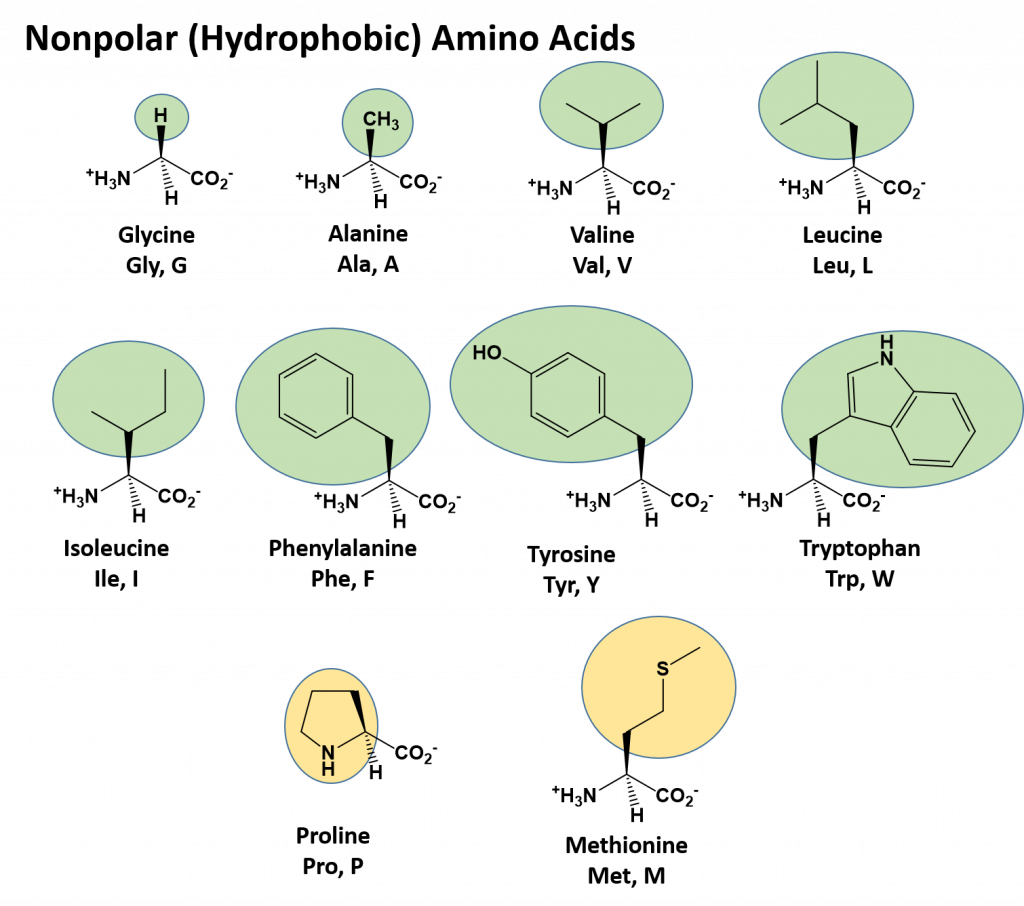 Nonpolar (Hydrophobic) Amino Acids
H
+H3N CO2-
H
Glycine
Gly, G
CH3
+H3N CO2-
H
Alanine
Ala, A
+H3N CO2-
H
Valine
Val, V
+H3N CO2-
H
Leucine
Leu, L
+H3N CO2-
H
Isoleucine
Ile, I
+H3N CO2-
H
Phenylalanine
Phe, F
HO
+H3N CO2-
H
Tyrosine
Tyr, Y
H
N
+H3N CO2-
H
Tryptophan
Trp, W
N
H
CO2-
H
Proline
Pro, P
S
+H3N CO2-
H
Methionine
Met, M